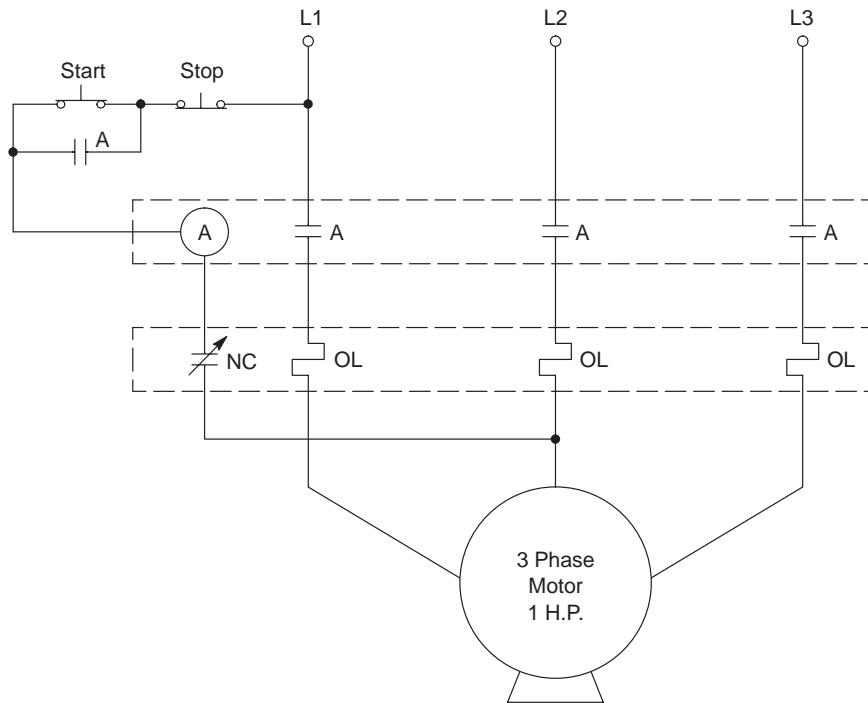 L1
L2
L3
Start
Stop
A
A
A
A
A
NC
OL
OL
OL
3 Phase
Motor
1 H.P.